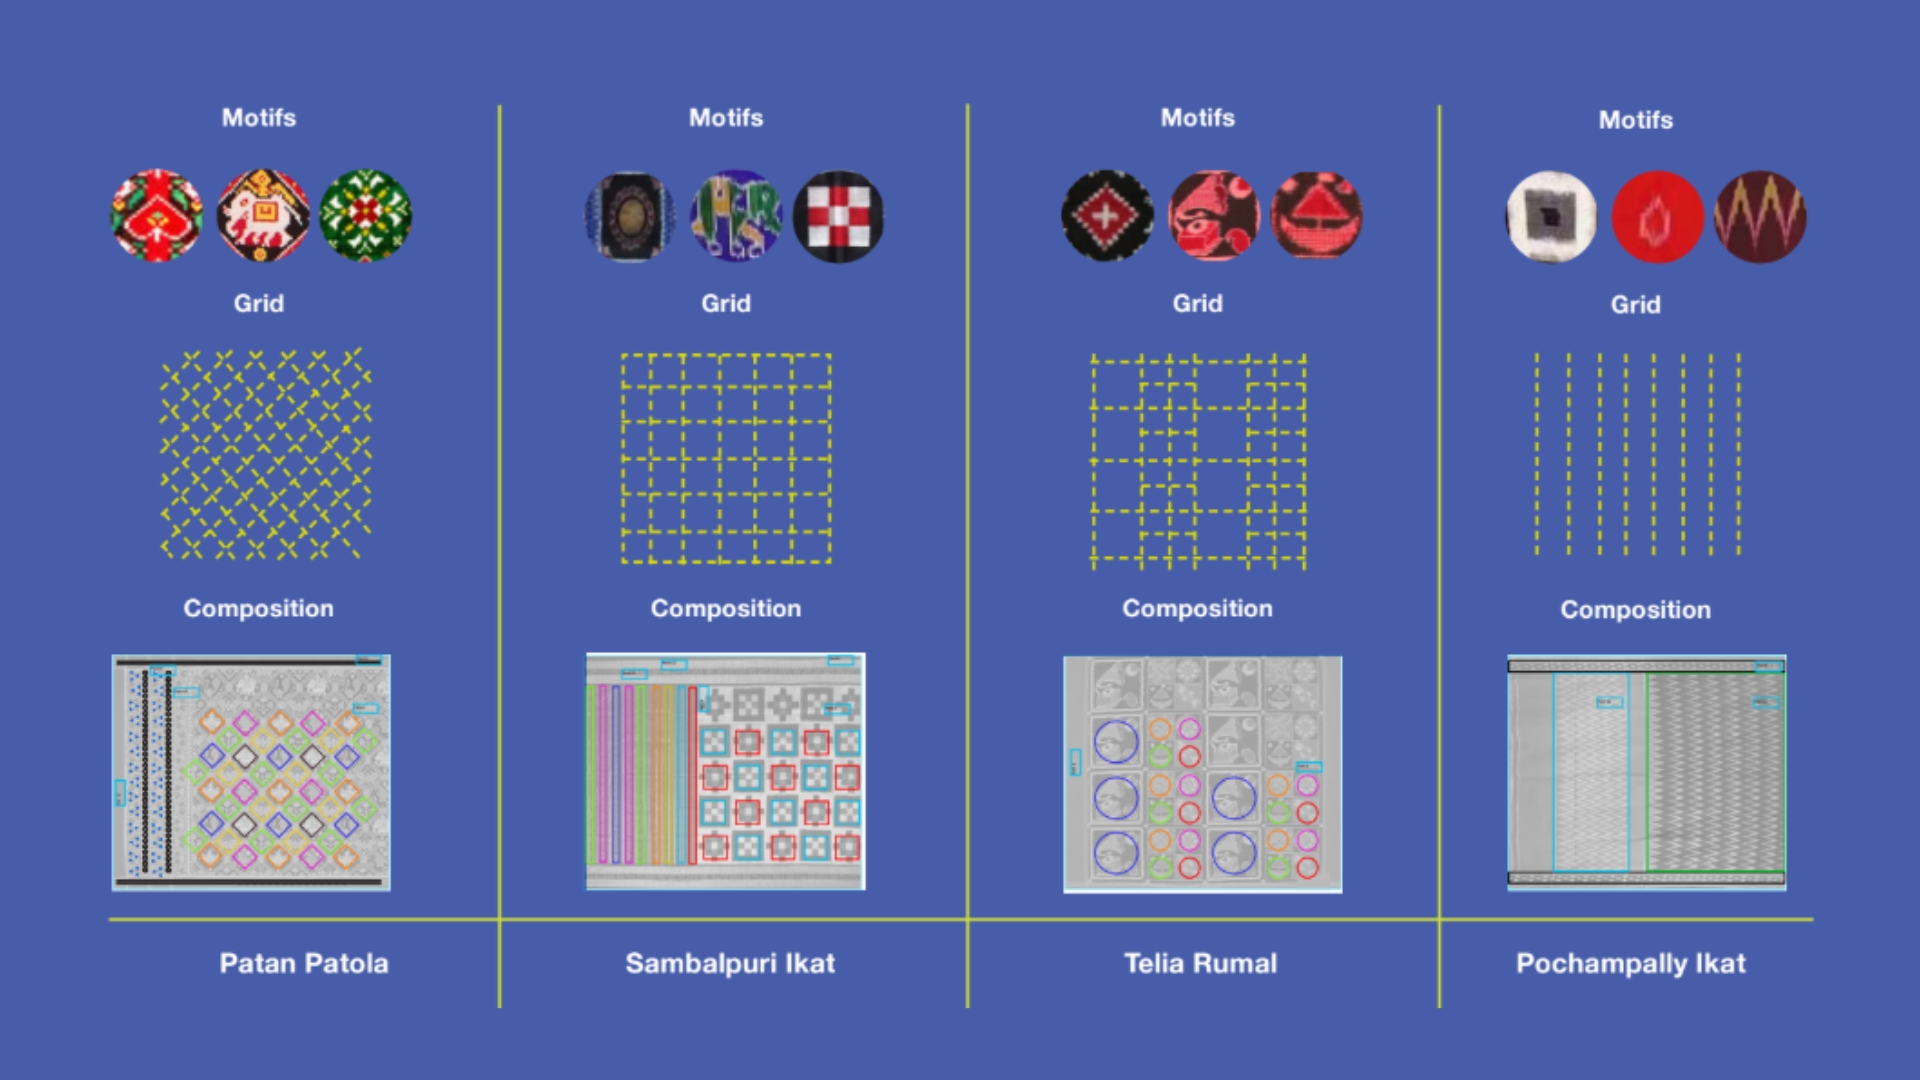 Motifs
Grid
Composition
Patan Patola
Motifs
Grid
Composition
Sambalpuri Ikat
Motifs
Grid
Composition
Telia Rumal
Motifs
Grid
Composition
Pochampally Ikat